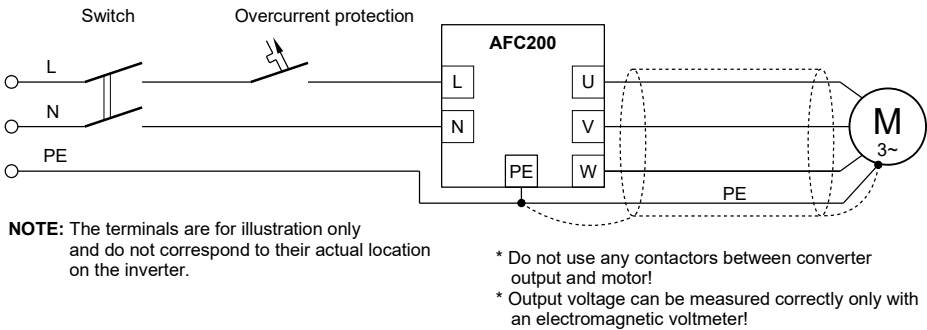 Switch
Overcurrent protection
AFC200
L
L
U
N
N
V
M
3~
PE
PE
W
PE
NOTE: The terminals are for illustration only
and do not correspond to their actual location
on the inverter.
* Do not use any contactors between converter
output and motor!
* Output voltage can be measured correctly only with
an electromagnetic voltmeter!